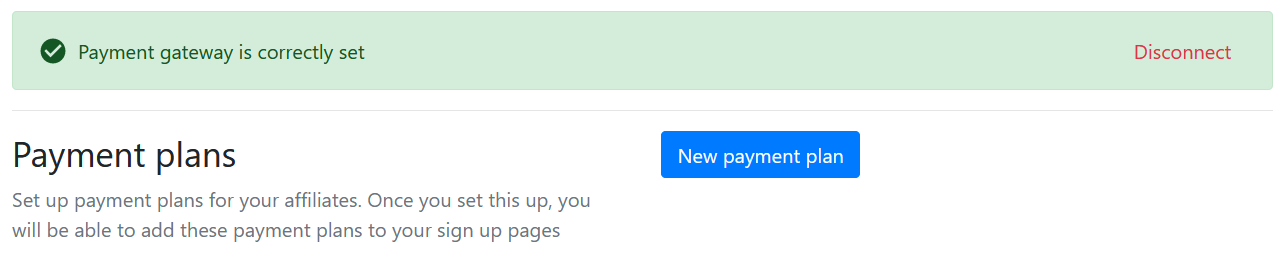 Payment gateway is correctly set
Disconnect
Payment plans
New payment plan
Set up payment plans for your affiliates. Once you set this up, you
will be able to add these payment plans to your sign up pages